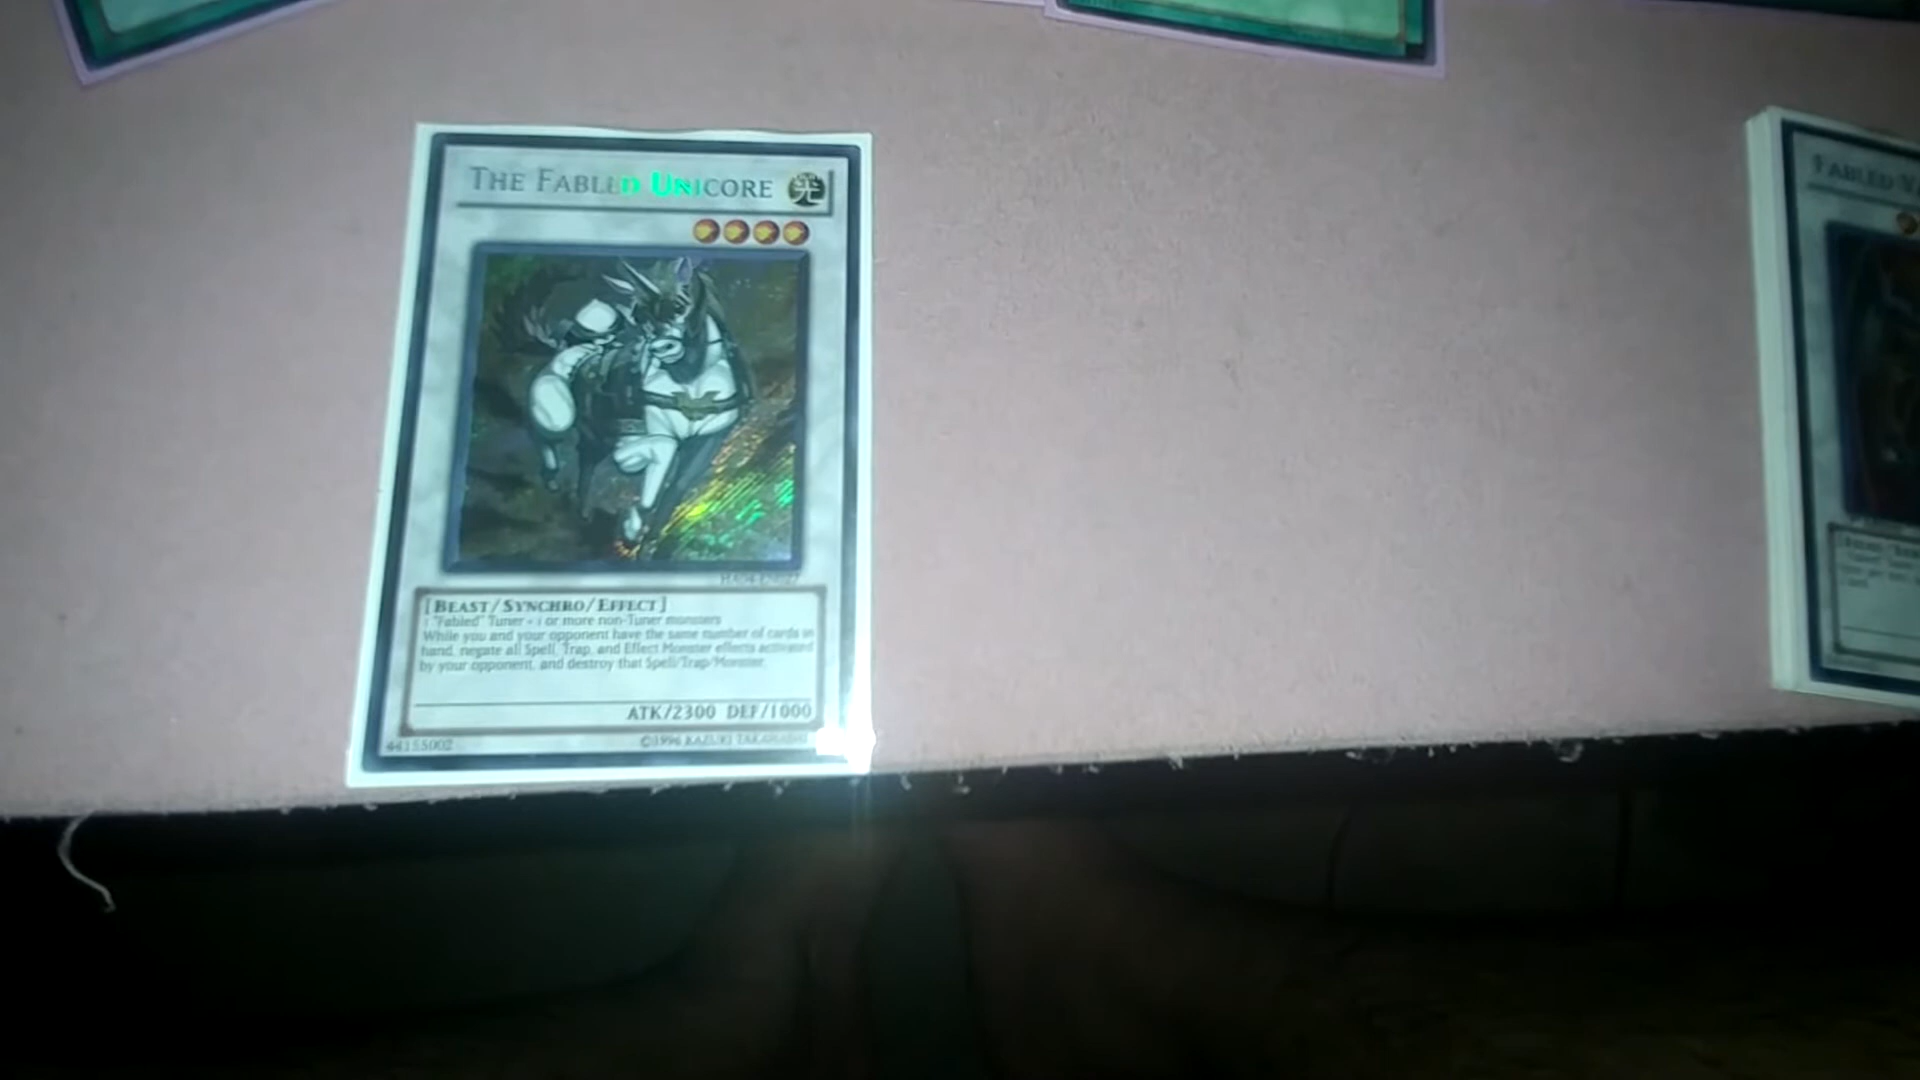 THE FABLED UNICORE
光
HA04-EN027
[BEAST/SYNCHRO/EFFECT]
1 "Fabled" Tuner + 1 or more non-Tuner monsters
While you and your opponent have the same number of cards in
hand, negate all Spell, Trap, and Effect Monster effects activated
by your opponent, and destroy that Spell/Trap/Monster.
ATK/2300 DEF/1000
44155002
©1996 KAZUKI TAKAHASHI
FABLED